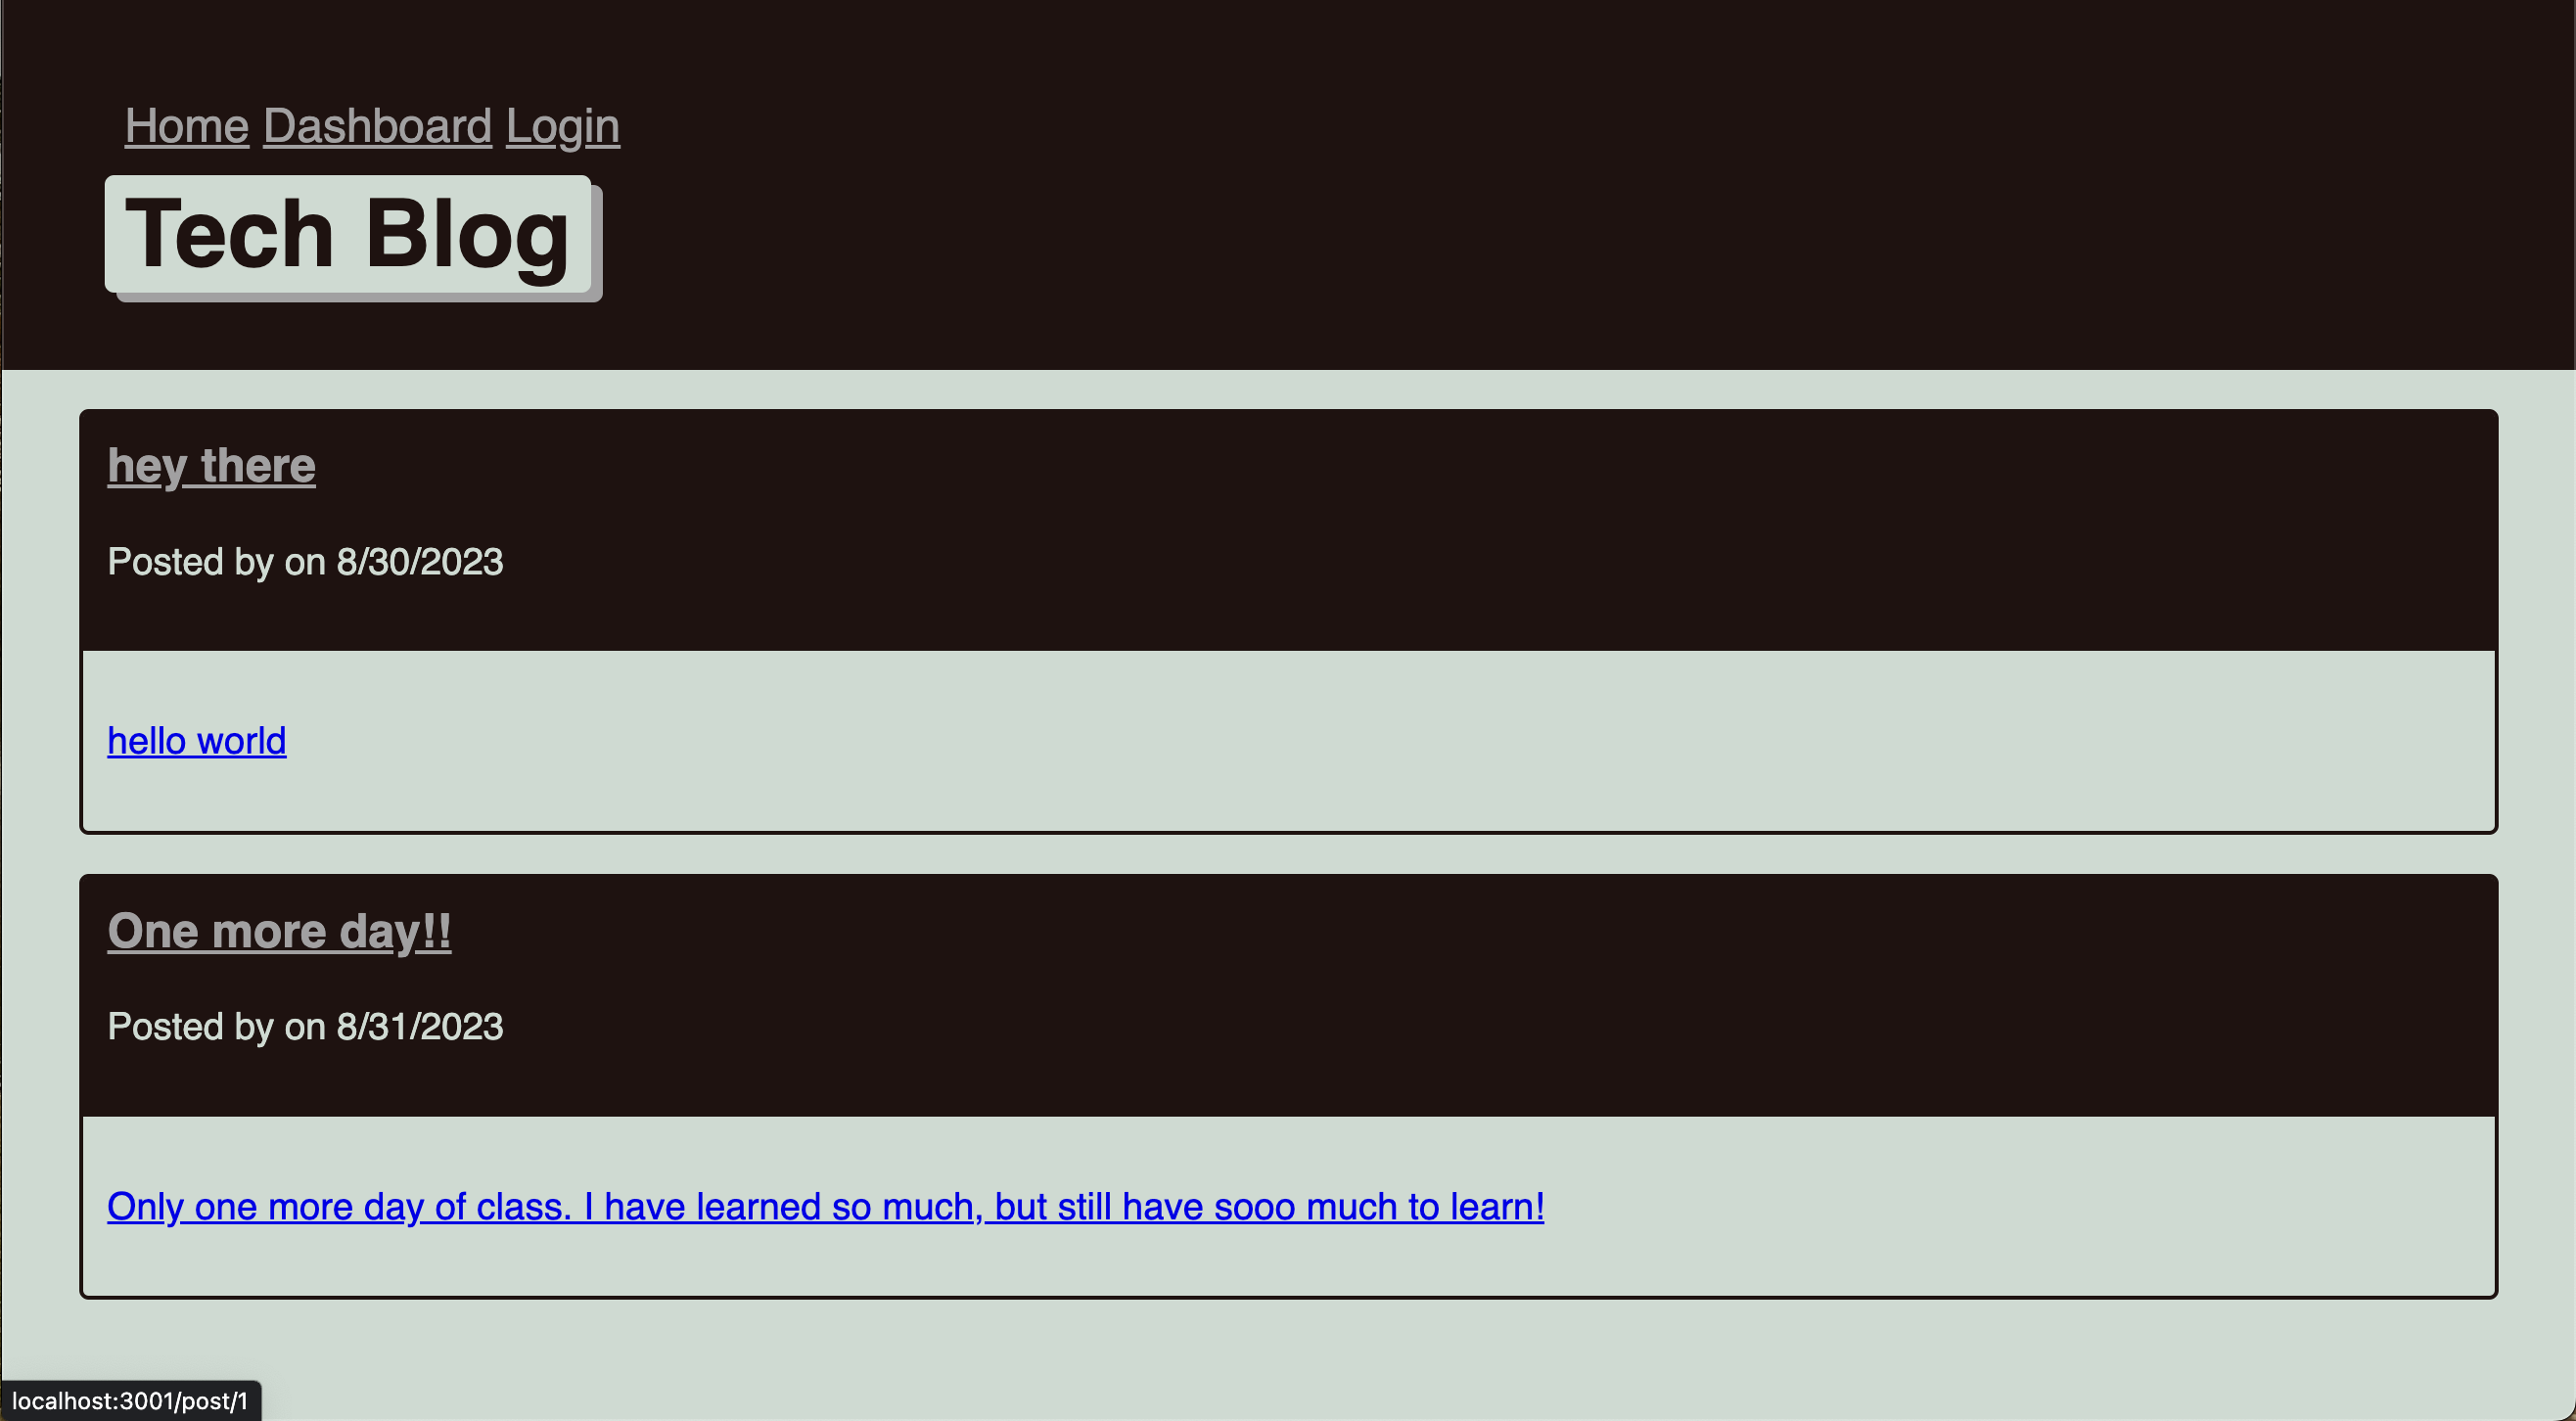 Home Dashboard Login
Tech Blog
hey there
Posted by on 8/30/2023
hello world
One more day!!
Posted by on 8/31/2023
Only one more day of class. I have learned so much, but still have sooo much to learn!
localhost:3001/post/1